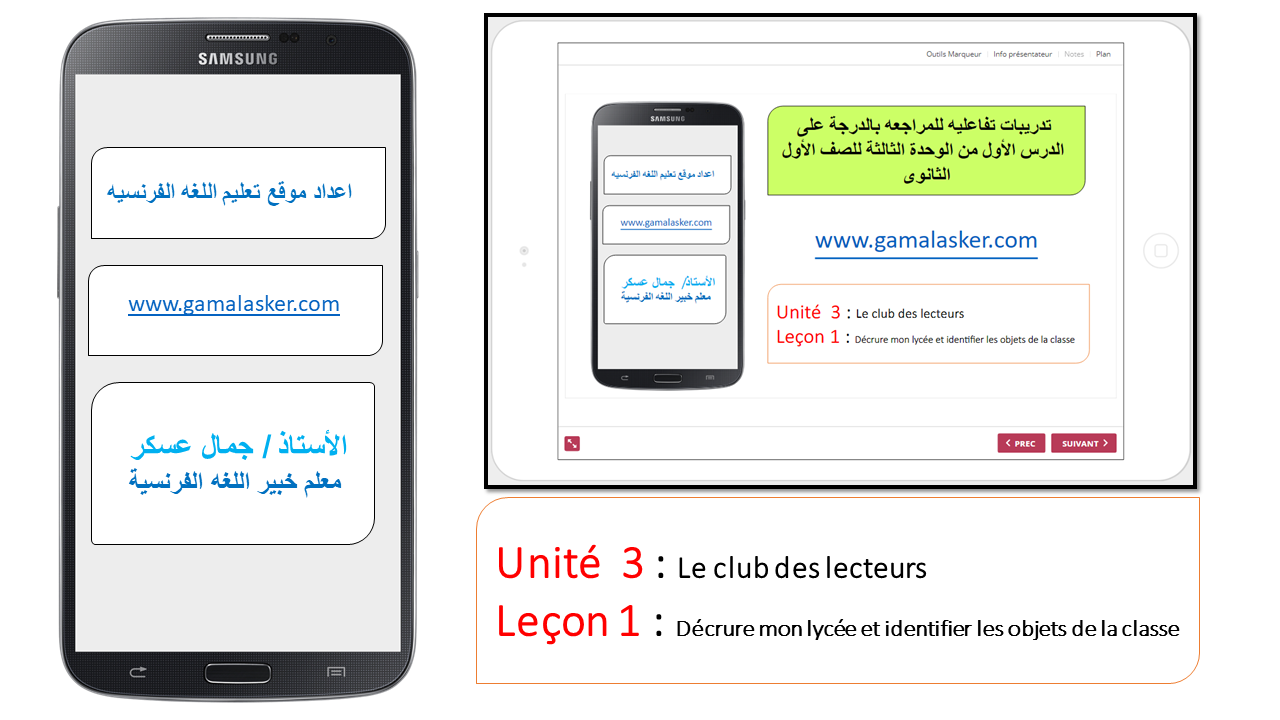 SAMSUNG
اعداد موقع تعليم اللغه الفرنسيه
www.gamalasker.com
الأستاذ / جمال عسكر
معلم خبير اللغه الفرنسية
Outils Marqueur | Info présentateur | Notes | Plan
SAMSUNG
اعداد موقع تعليم اللغه الفرنسيه
www.gamalasker.com
الأستاذ/ جمال عسكر
معلم خبير اللغه الفرنسية
تدريبات تفاعليه للمراجعه بالدرجة على
الدرس الأول من الوحدة الثالثة للصف الأول
الثانوى
www.gamalasker.com
Unité 3 : Le club des lecteurs
Leçon 1 : Décrure mon lycée et identifier les objets de la classe
PREC
SUIVANT
Unité 3 : Le club des lecteurs
Leçon 1 : Décrure mon lycée et identifier les objets de la classe